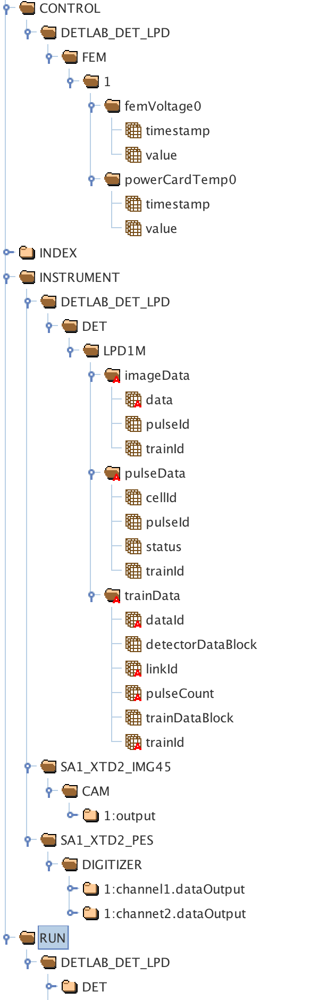 CONTROL
DETLAB_DET_LPD
FEM
1
femVoltage0
timestamp
value
powerCardTemp0
timestamp
value
INDEX
INSTRUMENT
DETLAB_DET_LPD
DET
LPD1M
imageData
data
pulseId
trainId
pulseData
cellId
pulseId
status
trainId
trainData
dataId
detectorDataBlock
linkId
pulseCount
trainDataBlock
trainId
SA1_XTD2_IMG45
CAM
1:output
SA1_XTD2_PES
DIGITIZER
1:channel1.dataOutput
1:channet2.dataOutput
RUN
DETLAB_DET_LPD
DET